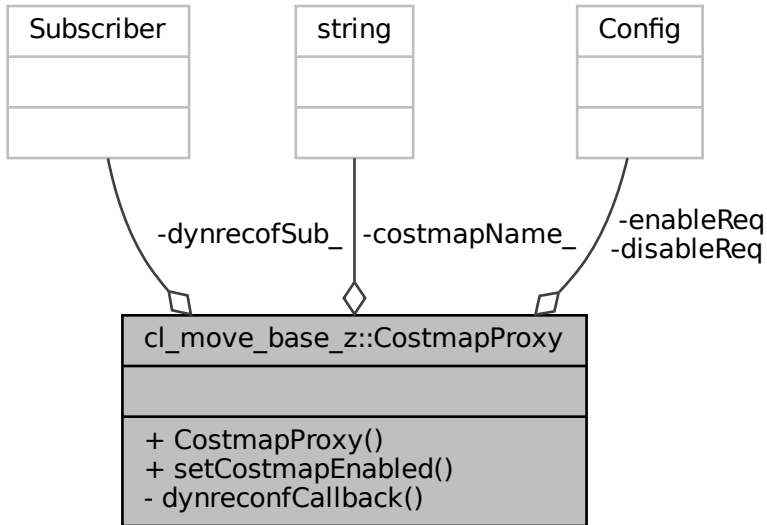 Subscriber
string
Config
-dynrecofSub_
-costmapName_
-enableReq
-disableReq
cl_move_base_z::CostmapProxy
+ CostmapProxy()
+ setCostmapEnabled()
- dynreconfCallback()